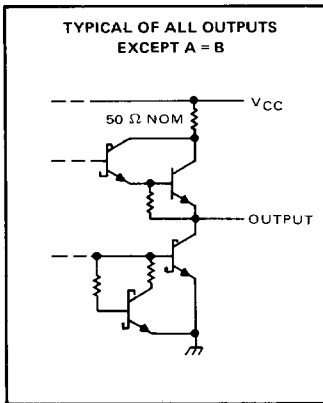 TYPICAL OF ALL OUTPUTS
EXCEPT A = B
VCC
50 Ω NOM
OUTPUT